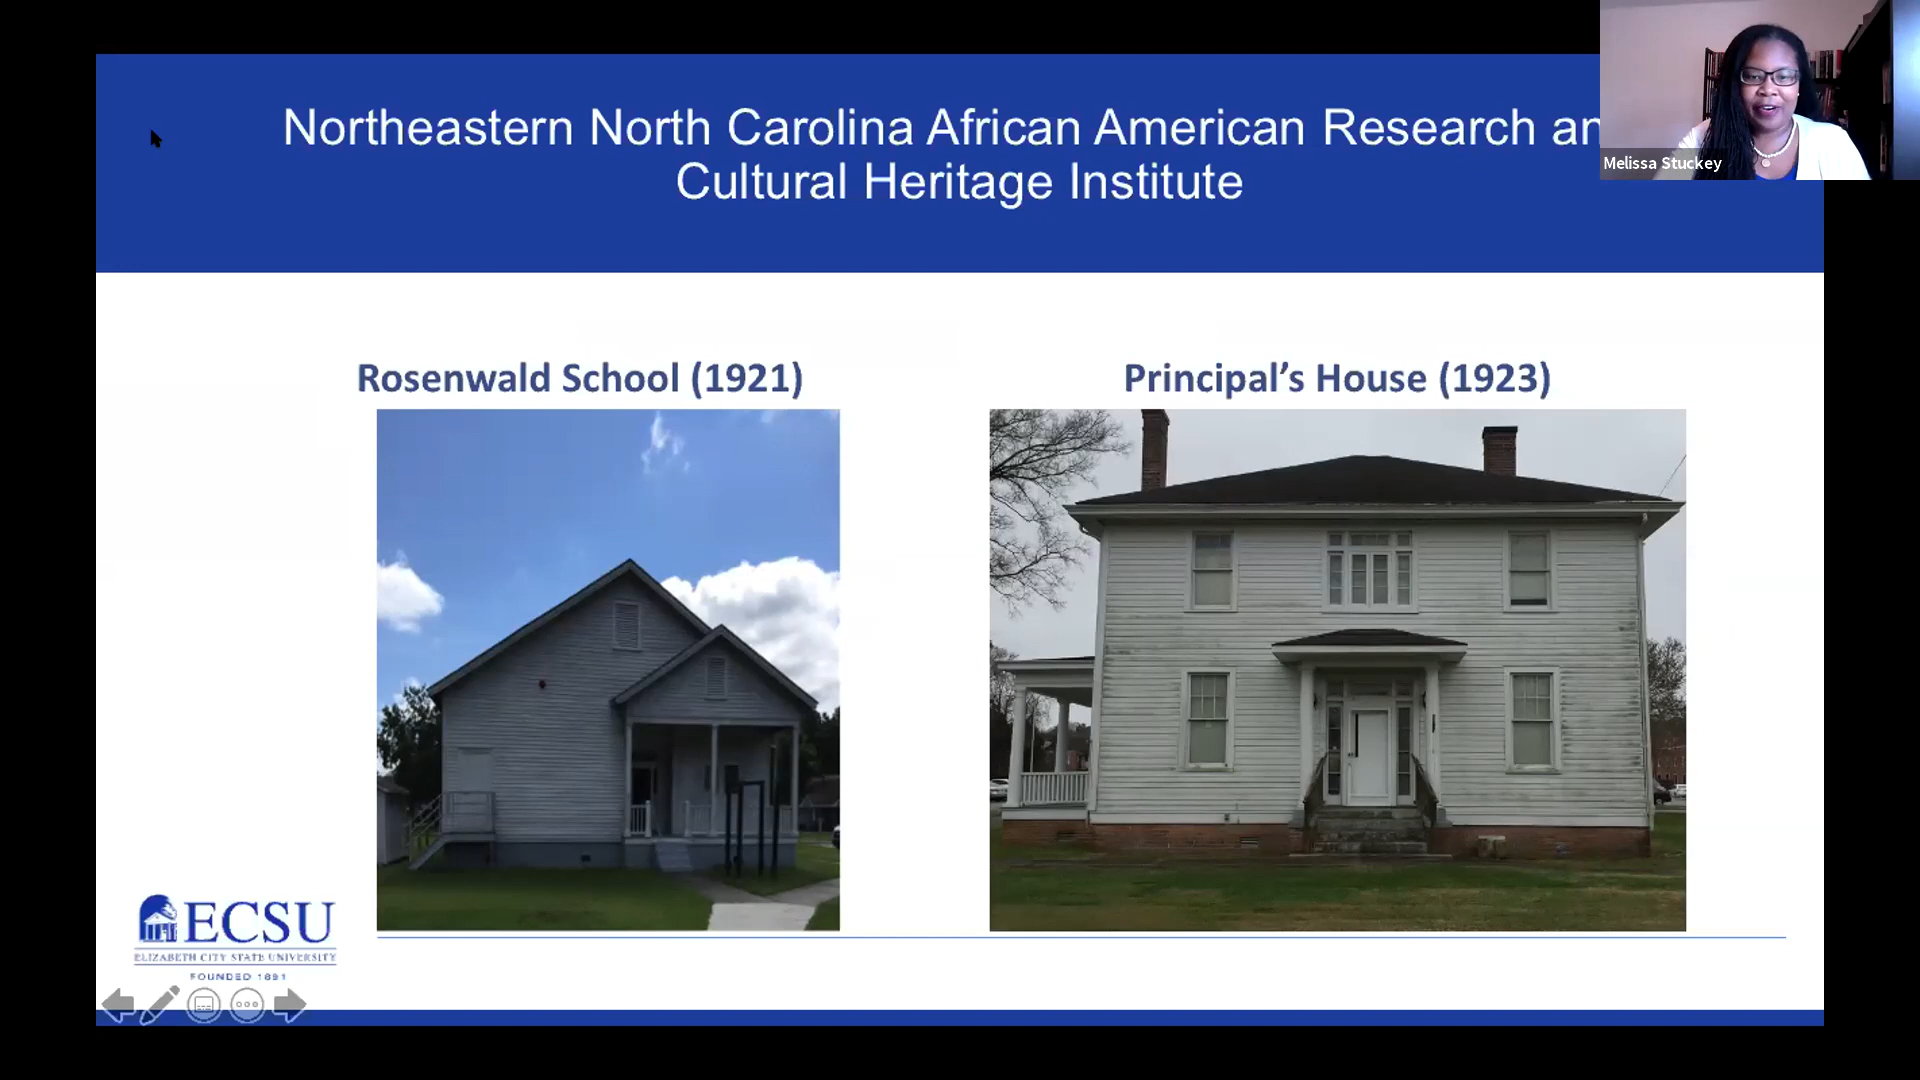 Northeastern North Carolina African American Research an
Cultural Heritage Institute
Melissa Stuckey
Rosenwald School (1921)
Principal’s House (1923)
ECSU
ELIZABETH CITY STATE UNIVERSITY
FOUNDED 1891